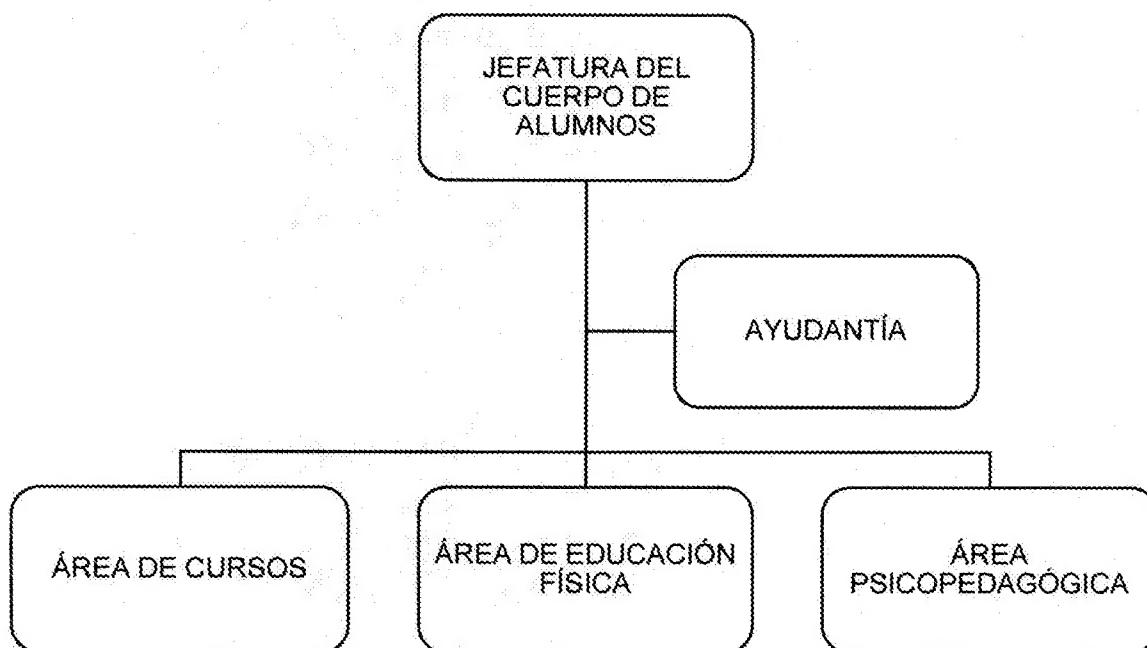 JEFATURA DEL
CUERPO DE
ALUMNOS
AYUDANTÍA
ÁREA DE CURSOS
ÁREA DE EDUCACIÓN
FÍSICA
ÁREA
PSICOPEDAGÓGICA